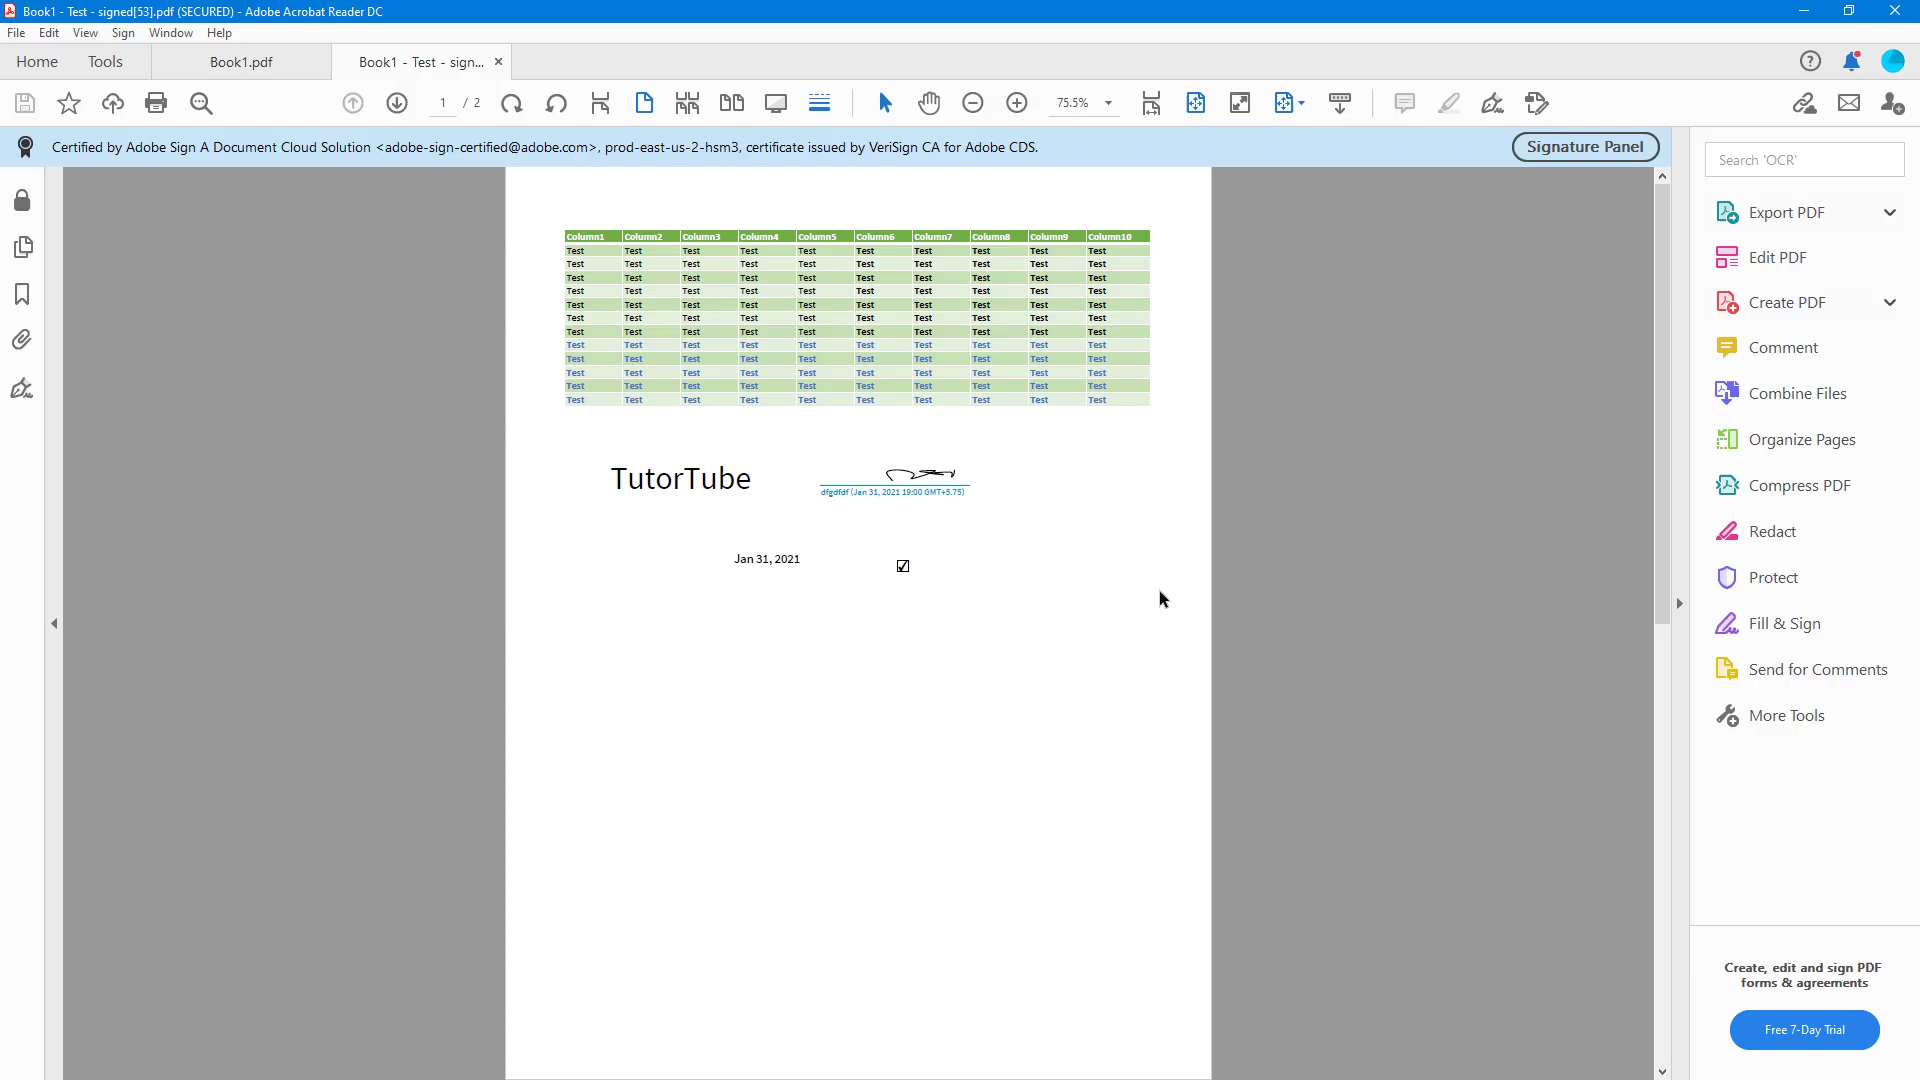 Book1 - Test - signed[53].pdf (SECURED) - Adobe Acrobat Reader DC
File Edit View Sign Window Help
Home Tools Book1.pdf Book1 - Test - sign...
1 / 2 75.5%
Certified by Adobe Sign A Document Cloud Solution <adobe-sign-certified@adobe.com>, prod-east-us-2-hsm3, certificate issued by VeriSign CA for Adobe CDS.
Signature Panel
Column1 Column2 Column3 Column4 Column5 Column6 Column7 Column8 Column9 Column10
Test Test Test Test Test Test Test Test Test Test
Test Test Test Test Test Test Test Test Test Test
Test Test Test Test Test Test Test Test Test Test
Test Test Test Test Test Test Test Test Test Test
Test Test Test Test Test Test Test Test Test Test
Test Test Test Test Test Test Test Test Test Test
Test Test Test Test Test Test Test Test Test Test
Test Test Test Test Test Test Test Test Test Test
Test Test Test Test Test Test Test Test Test Test
Test Test Test Test Test Test Test Test Test Test
Test Test Test Test Test Test Test Test Test Test
Test Test Test Test Test Test Test Test Test Test
TutorTube
dfgdfdf (Jan 31, 2021 19:00 GMT+5.75)
Jan 31, 2021
Search 'OCR'
Export PDF
Edit PDF
Create PDF
Comment
Combine Files
Organize Pages
Compress PDF
Redact
Protect
Fill & Sign
Send for Comments
More Tools
Create, edit and sign PDF
forms & agreements
Free 7-Day Trial